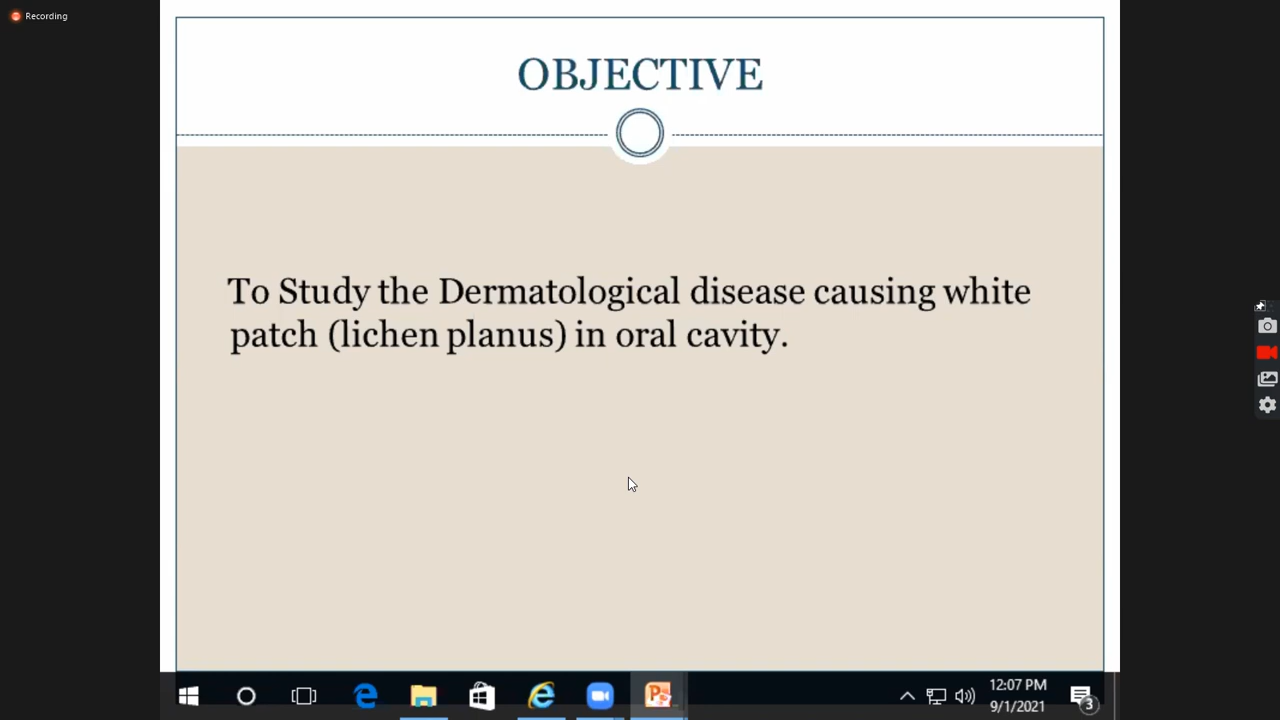 Recording
OBJECTIVE
To Study the Dermatological disease causing white
patch (lichen planus) in oral cavity.
12:07 PM
9/1/2021
3